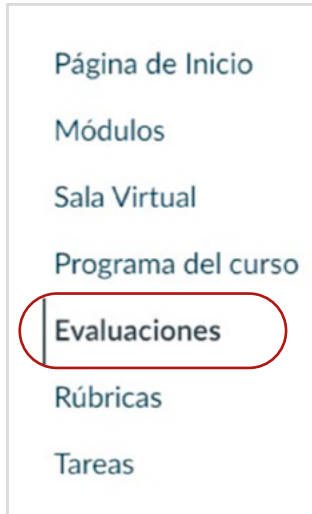 Página de Inicio
Módulos
Sala Virtual
Programa del curso
Evaluaciones
Rúbricas
Tareas